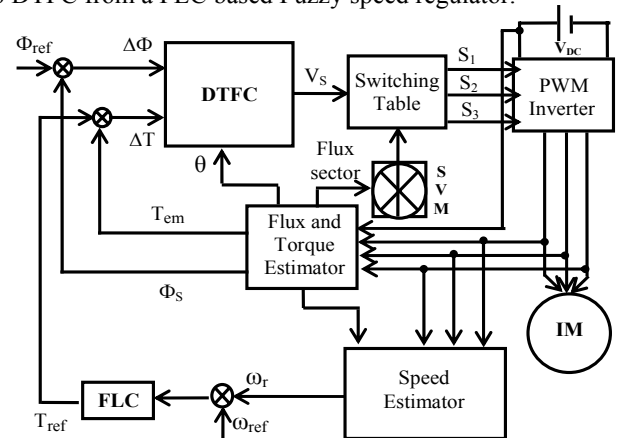 DTFC from a FLC based Fuzzy speed regulator.
Φref
ΔΦ
DTFC
VS
Switching
Table
S1
S2
S3
VDC
PWM
Inverter
ΔT
θ
Flux
sector
S
V
M
Tem
Flux and
Torque
Estimator
ΦS
IM
Speed
Estimator
ωr
FLC
Tref
ωref